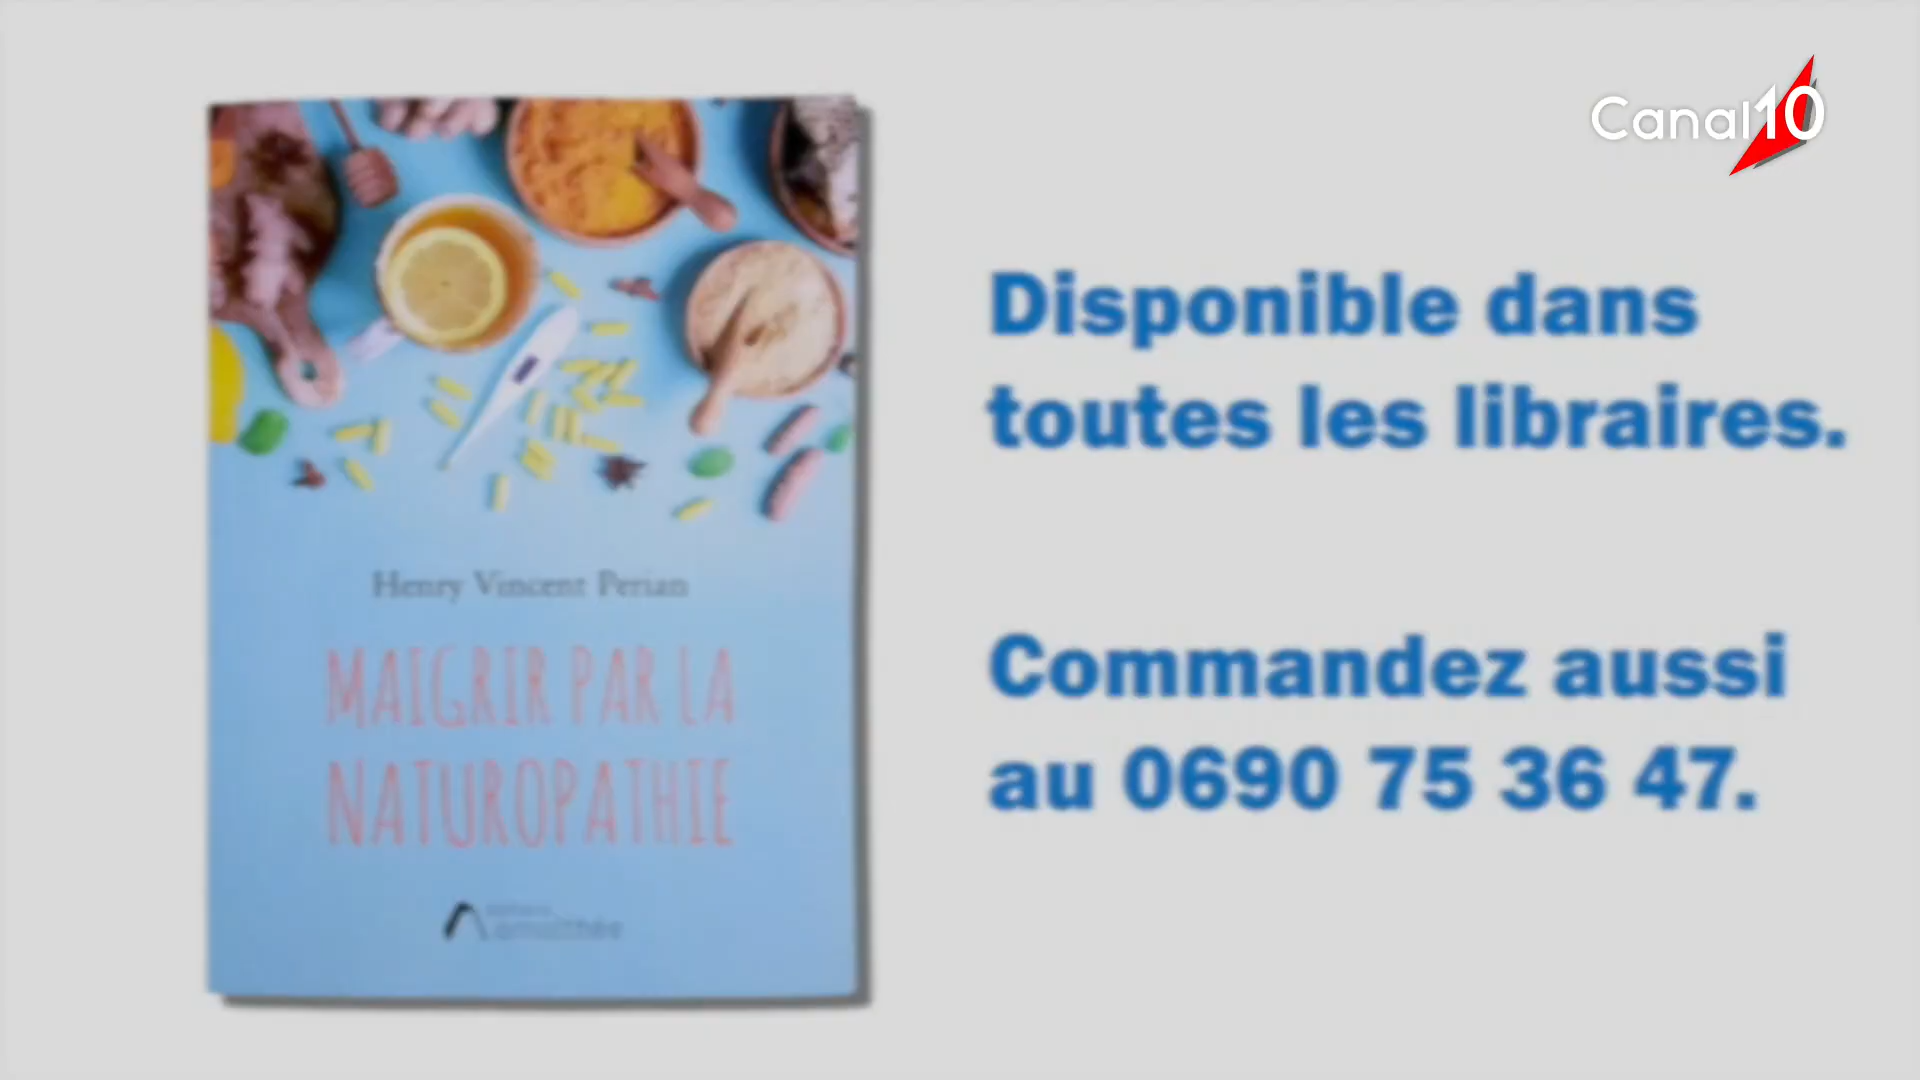 Canal10
Disponible dans
toutes les libraires.
Commandez aussi
au 0690 75 36 47.
Henry Vincent Perian
MAIGRIR PAR LA
NATUROPATHIE
amalthée